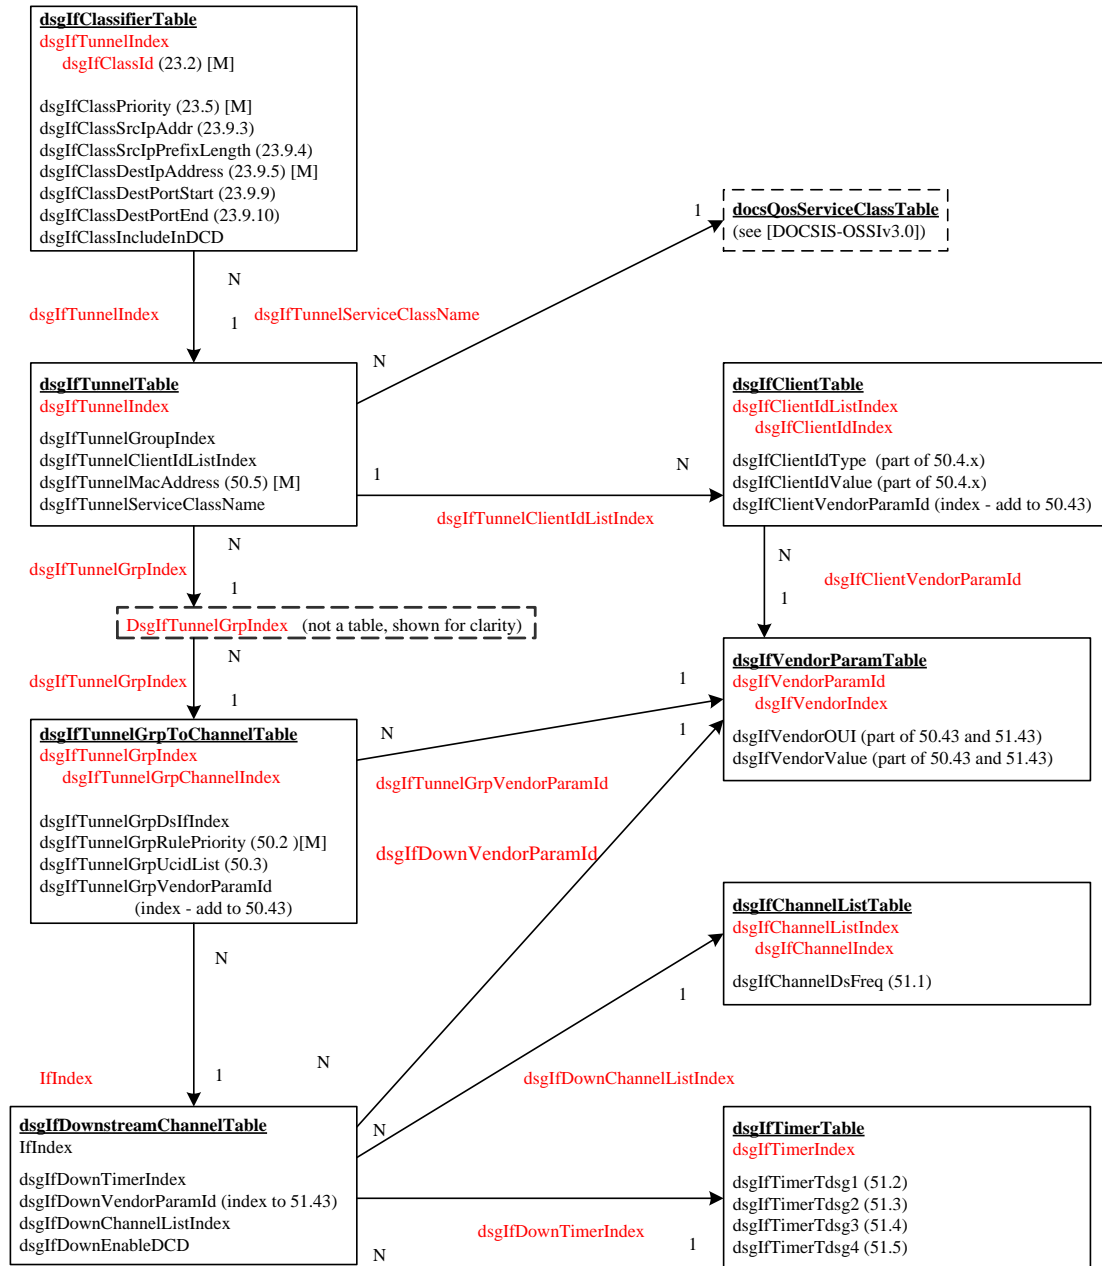 dsgIfClassifierTable
dsgIfTunnelIndex
dsgIfClassId (23.2) [M]
dsgIfClassPriority (23.5) [M]
dsgIfClassSrcIpAddr (23.9.3)
dsgIfClassSrcIpPrefixLength (23.9.4)
dsgIfClassDestIpAddress (23.9.5) [M]
dsgIfClassDestPortStart (23.9.9)
dsgIfClassDestPortEnd (23.9.10)
dsgIfClassIncludeInDCD
1
docsQosServiceClassTable
(see [DOCSIS-OSSIv3.0])
N
dsgIfTunnelIndex
1
dsgIfTunnelServiceClassName
N
dsgIfTunnelTable
dsgIfTunnelIndex
dsgIfTunnelGroupIndex
dsgIfTunnelClientIdListIndex
dsgIfTunnelMacAddress (50.5) [M]
dsgIfTunnelServiceClassName
1
N
dsgIfTunnelClientIdListIndex
dsgIfClientTable
dsgIfClientIdListIndex
dsgIfClientIdIndex
dsgIfClientIdType (part of 50.4.x)
dsgIfClientIdValue (part of 50.4.x)
dsgIfClientVendorParamId (index - add to 50.43)
N
dsgIfTunnelGrpIndex
1
N
dsgIfClientVendorParamId
1
DsgIfTunnelGrpIndex (not a table, shown for clarity)
N
dsgIfTunnelGrpIndex
1
dsgIfVendorParamTable
dsgIfVendorParamId
dsgIfVendorIndex
dsgIfVendorOUI (part of 50.43 and 51.43)
dsgIfVendorValue (part of 50.43 and 51.43)
1
1
N
dsgIfTunnelGrpVendorParamId
dsgIfTunnelGrpToChannelTable
dsgIfTunnelGrpIndex
dsgIfTunnelGrpChannelIndex
dsgIfTunnelGrpDsIfIndex
dsgIfTunnelGrpRulePriority (50.2 )[M]
dsgIfTunnelGrpUcidList (50.3)
dsgIfTunnelGrpVendorParamId
(index - add to 50.43)
dsgIfDownVendorParamId
dsgIfChannelListTable
dsgIfChannelListIndex
dsgIfChannelIndex
dsgIfChannelDsFreq (51.1)
N
1
N
IfIndex
1
dsgIfDownChannelListIndex
dsgIfDownstreamChannelTable
IfIndex
dsgIfDownTimerIndex
dsgIfDownVendorParamId (index to 51.43)
dsgIfDownChannelListIndex
dsgIfDownEnableDCD
N
dsgIfDownTimerIndex
N
1
dsgIfTimerTable
dsgIfTimerIndex
dsgIfTimerTdsg1 (51.2)
dsgIfTimerTdsg2 (51.3)
dsgIfTimerTdsg3 (51.4)
dsgIfTimerTdsg4 (51.5)